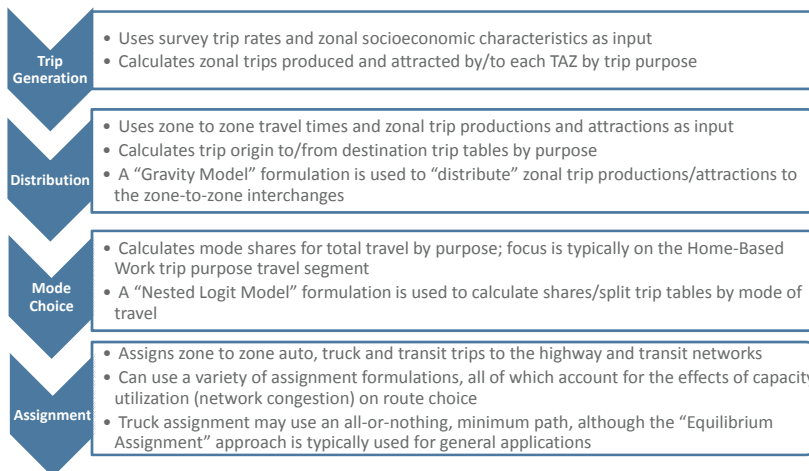 Trip
Generation
• Uses survey trip rates and zonal socioeconomic characteristics as input
• Calculates zonal trips produced and attracted by/to each TAZ by trip purpose
Distribution
• Uses zone to zone travel times and zonal trip productions and attractions as input
• Calculates trip origin to/from destination trip tables by purpose
• A “Gravity Model” formulation is used to “distribute” zonal trip productions/attractions to
the zone-to-zone interchanges
Mode
Choice
• Calculates mode shares for total travel by purpose; focus is typically on the Home-Based
Work trip purpose travel segment
• A “Nested Logit Model” formulation is used to calculate shares/split trip tables by mode of
travel
Assignment
• Assigns zone to zone auto, truck and transit trips to the highway and transit networks
• Can use a variety of assignment formulations, all of which account for the effects of capacity
utilization (network congestion) on route choice
• Truck assignment may use an all-or-nothing, minimum path, although the “Equilibrium
Assignment” approach is typically used for general applications